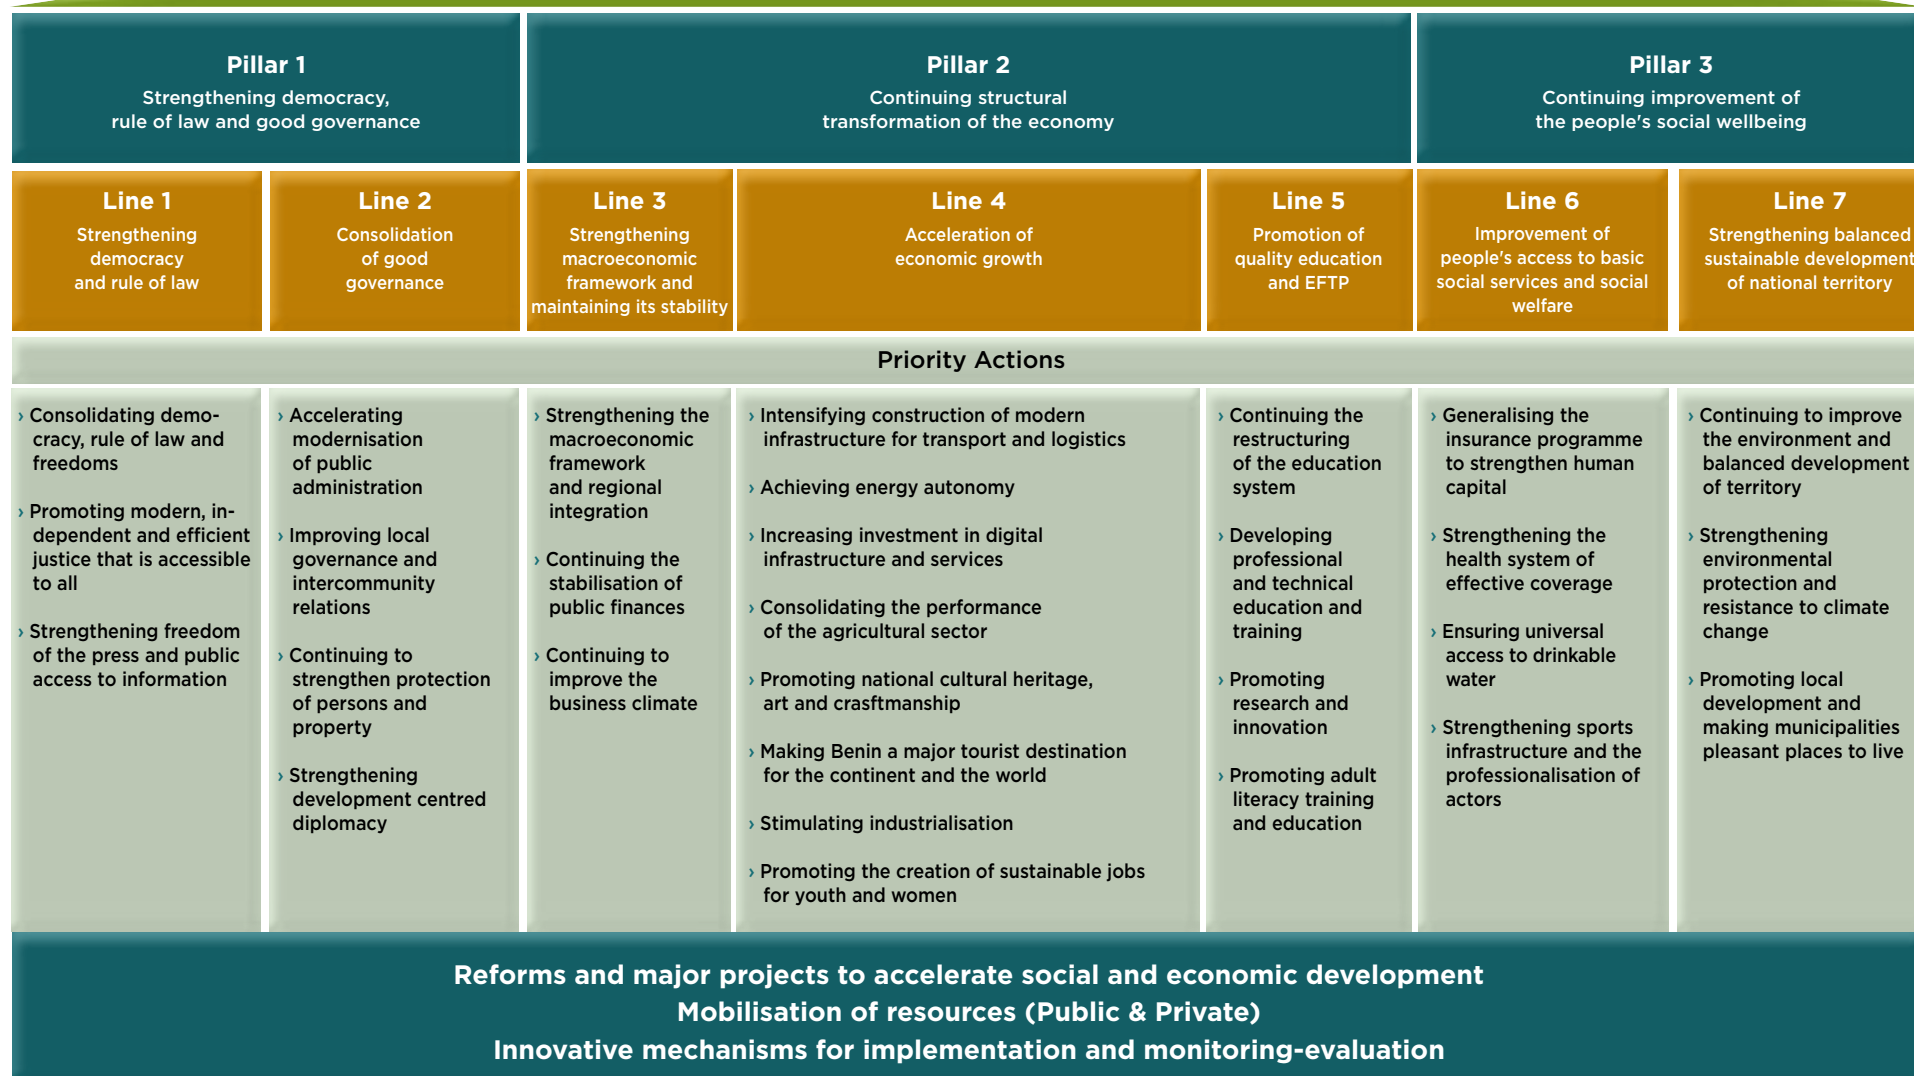 Pillar 1
Strengthening democracy,
rule of law and good governance
Pillar 2
Continuing structural
transformation of the economy
Pillar 3
Continuing improvement of
the people's social wellbeing
Line 1
Strengthening
democracy
and rule of law
Line 2
Consolidation
of good
governance
Line 3
Strengthening
macroeconomic
framework and
maintaining its stability
Line 4
Acceleration of
economic growth
Line 5
Promotion of
quality education
and EFTP
Line 6
Improvement of
people's access to basic
social services and social
welfare
Line 7
Strengthening balanced
sustainable development
of national territory
Priority Actions
› Consolidating demo-
cracy, rule of law and
freedoms
› Promoting modern, in-
dependent and efficient
justice that is accessible
to all
› Strengthening freedom
of the press and public
access to information
› Accelerating
modernisation
of public
administration
› Improving local
governance and
intercommunity
relations
› Continuing to
strengthen protection
of persons and
property
› Strengthening
development centred
diplomacy
› Strengthening the
macroeconomic
framework
and regional
integration
› Continuing the
stabilisation of
public finances
› Continuing to
improve the
business climate
› Intensifying construction of modern
infrastructure for transport and logistics
› Achieving energy autonomy
› Increasing investment in digital
infrastructure and services
› Consolidating the performance
of the agricultural sector
› Promoting national cultural heritage,
art and crasftmanship
› Making Benin a major tourist destination
for the continent and the world
› Stimulating industrialisation
› Promoting the creation of sustainable jobs
for youth and women
› Continuing the
restructuring
of the education
system
› Developing
professional
and technical
education and
training
› Promoting
research and
innovation
› Promoting adult
literacy training
and education
› Generalising the
insurance programme
to strengthen human
capital
› Strengthening the
health system of
effective coverage
› Ensuring universal
access to drinkable
water
› Strengthening sports
infrastructure and the
professionalisation of
actors
› Continuing to improve
the environment and
balanced development
of territory
› Strengthening
environmental
protection and
resistance to climate
change
› Promoting local
development and
making municipalities
pleasant places to live
Reforms and major projects to accelerate social and economic development
Mobilisation of resources (Public & Private)
Innovative mechanisms for implementation and monitoring-evaluation